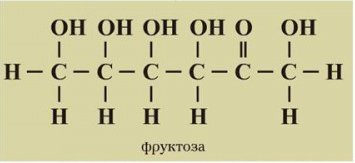 OH OH OH OH O OH
H – C – C – C – C – C – C – H
H H H H H
фруктоза